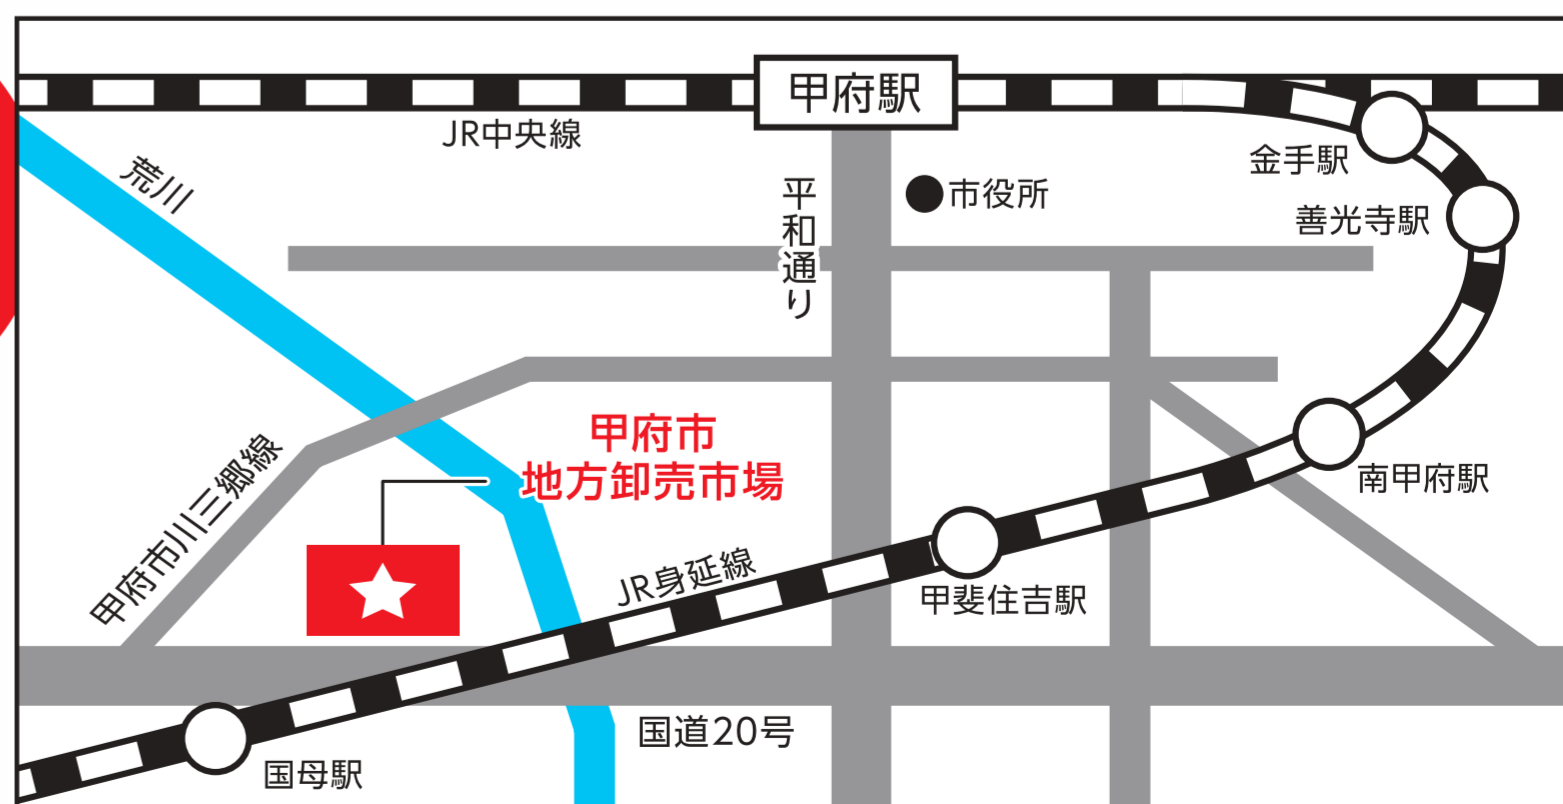 甲府駅
JR中央線
荒川
金手駅
平和通り
市役所
善光寺駅
甲府市
地方卸売市場
甲府市川三郷線
南甲府駅
JR身延線
甲斐住吉駅
国道20号
国母駅